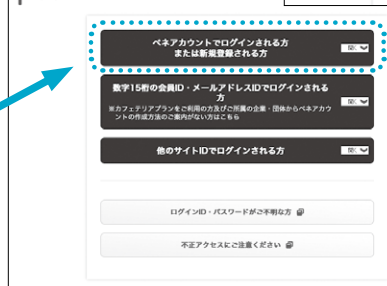 ベネアカウントでログインされる方
または新規登録される方
開く
数字15桁の会員ID・メールアドレスIDでログインされる
方
※カフェテリアプランをご利用の方及びご所属の企業・団体からベネアカウ
ントの作成方法のご案内がない方はこちら
開く
他のサイトIDでログインされる方
開く
ログインID・パスワードがご不明な方
不正アクセスにご注意ください